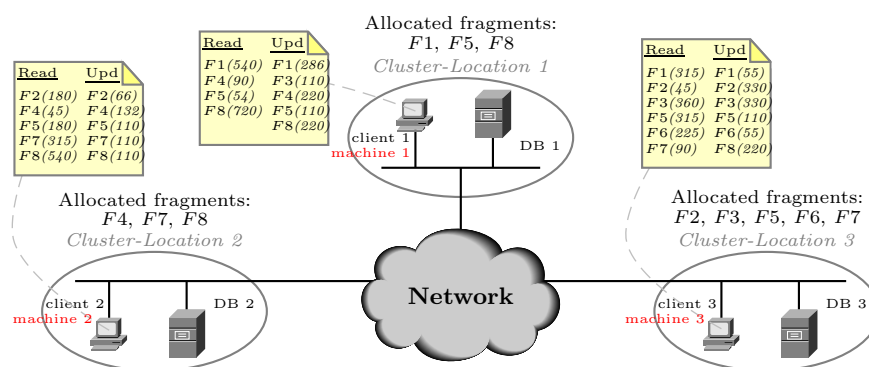 Allocated fragments:
F1, F5, F8
Cluster-Location 1
Read Upd
F1(540) F1(286)
F4(90) F3(110)
F5(54) F4(220)
F8(720) F5(110)
F8(220)
client 1
machine 1
DB 1
Read Upd
F2(180) F2(66)
F4(45) F4(132)
F5(180) F5(110)
F7(315) F7(110)
F8(540) F8(110)
Allocated fragments:
F4, F7, F8
Cluster-Location 2
client 2
machine 2
DB 2
Network
Read Upd
F1(315) F1(55)
F2(45) F2(330)
F3(360) F3(330)
F5(315) F5(110)
F6(225) F6(55)
F7(90) F8(220)
Allocated fragments:
F2, F3, F5, F6, F7
Cluster-Location 3
client 3
machine 3
DB 3